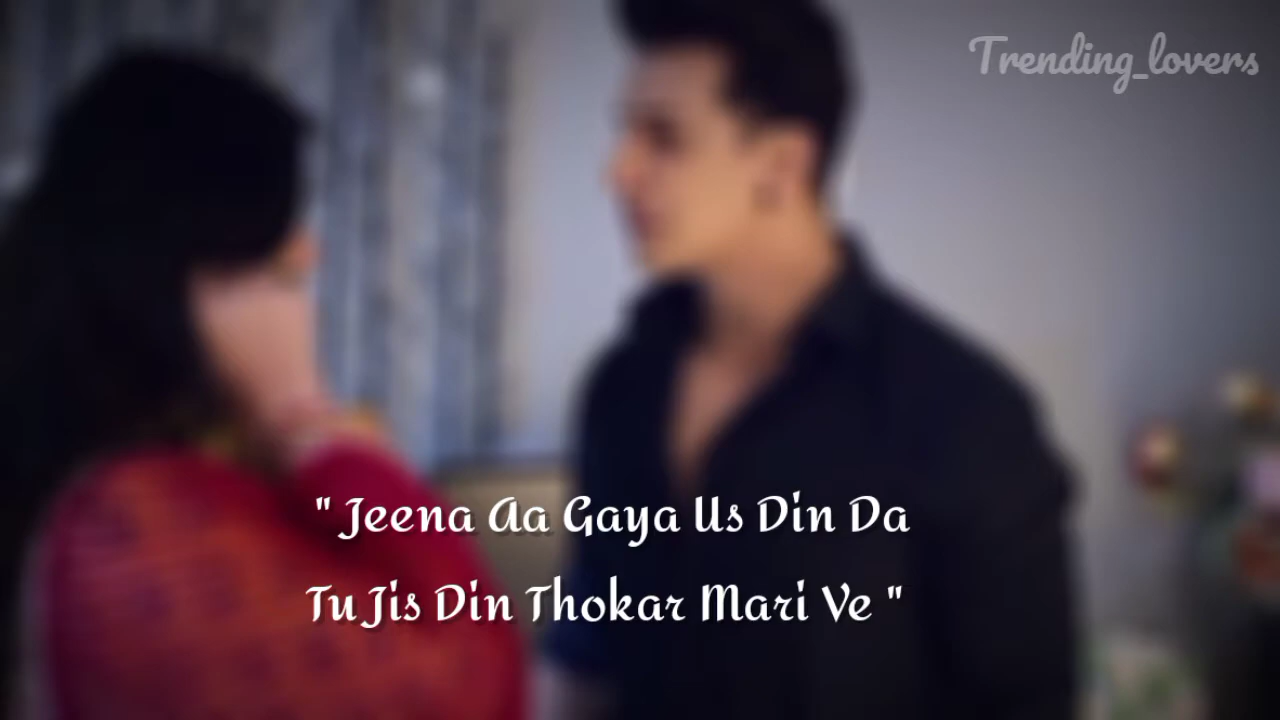 Trending_lovers
" Jeena Aa Gaya Us Din Da
Tu Jis Din Thokar Mari Ve "